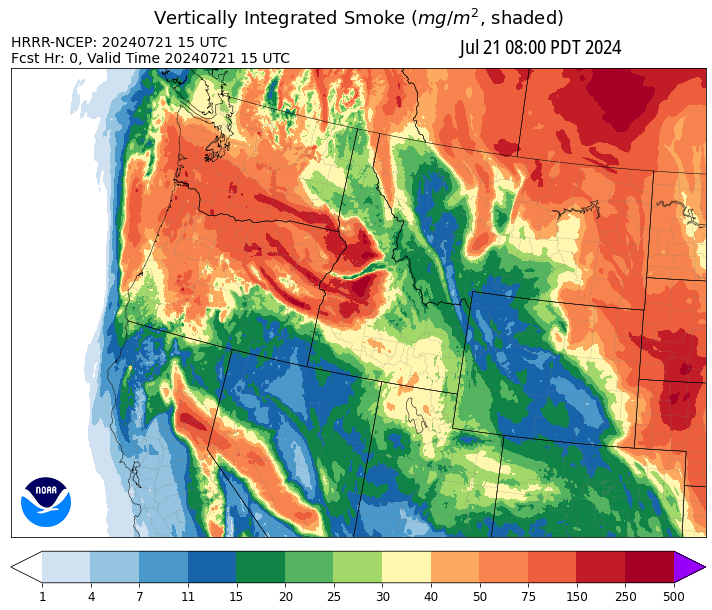 Vertically Integrated Smoke (mg/m², shaded)
HRRR-NCEP: 20240721 15 UTC
Fcst Hr: 0, Valid Time 20240721 15 UTC
Jul 21 08:00 PDT 2024
NOAA
1 4 7 11 15 20 25 30 40 50 75 150 250 500